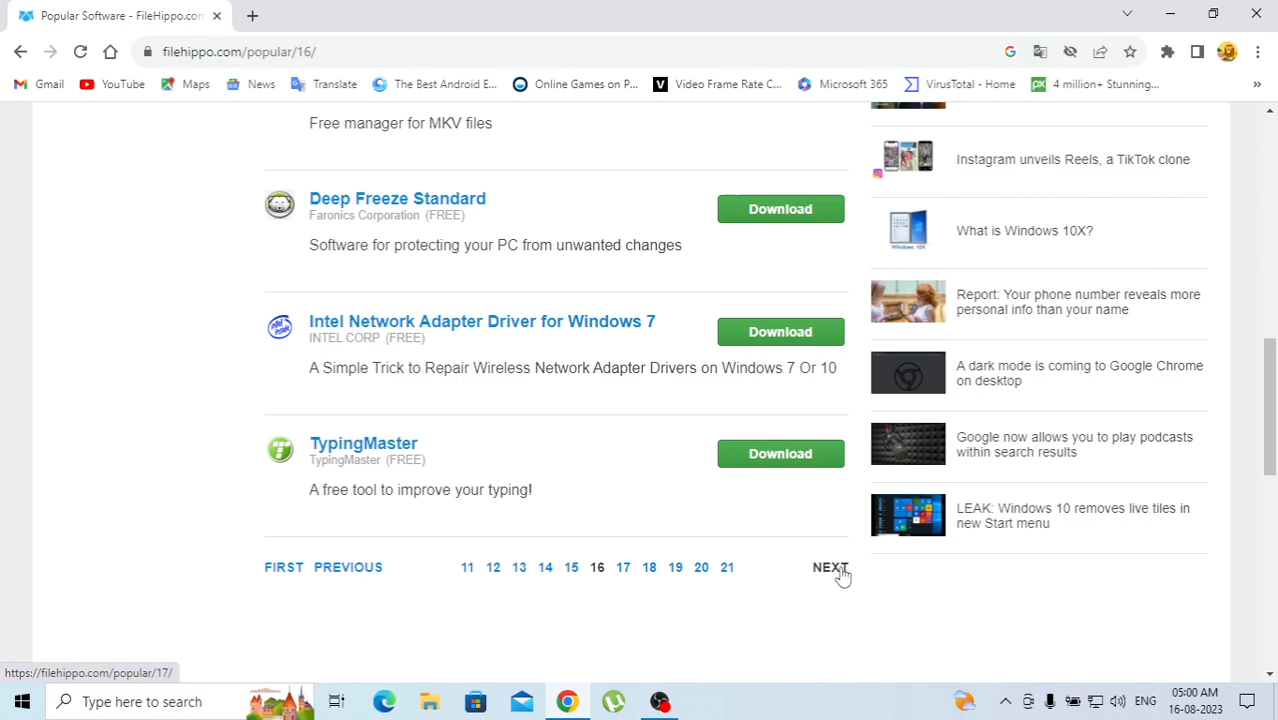 Popular Software - FileHippo.com
filehippo.com/popular/16/
Gmail
YouTube
Maps
News
Translate
The Best Android E...
Online Games on P...
Video Frame Rate C...
Microsoft 365
VirusTotal - Home
4 million+ Stunning...
»
Free manager for MKV files
Deep Freeze Standard
Faronics Corporation (FREE)
Download
Software for protecting your PC from unwanted changes
Intel Network Adapter Driver for Windows 7
INTEL CORP (FREE)
Download
A Simple Trick to Repair Wireless Network Adapter Drivers on Windows 7 Or 10
TypingMaster
TypingMaster (FREE)
Download
A free tool to improve your typing!
FIRST PREVIOUS 11 12 13 14 15 16 17 18 19 20 21 NEXT
Instagram unveils Reels, a TikTok clone
What is Windows 10X?
Report: Your phone number reveals more
personal info than your name
A dark mode is coming to Google Chrome
on desktop
Google now allows you to play podcasts
within search results
LEAK: Windows 10 removes live tiles in
new Start menu
https://filehippo.com/popular/17/
Type here to search
ENG
05:00 AM
16-08-2023